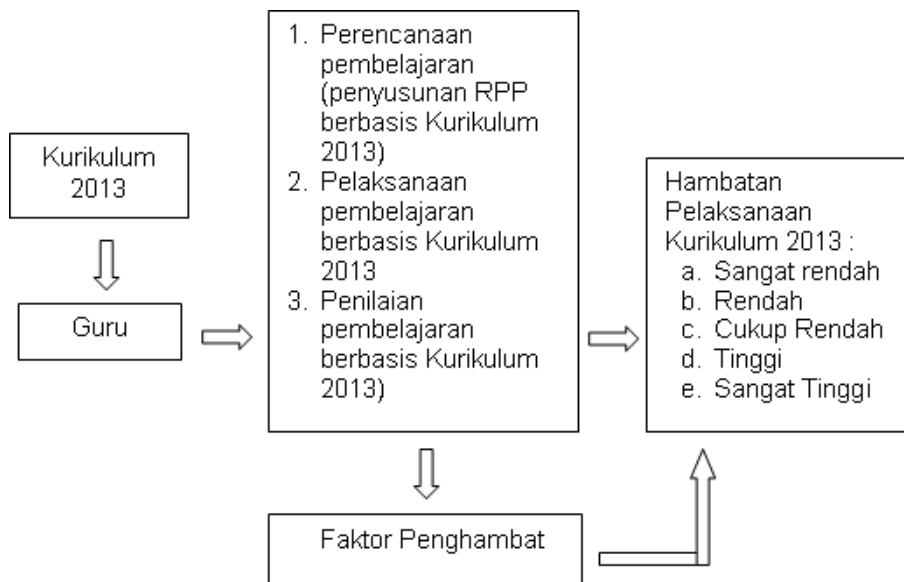 Kurikulum
2013
Guru
1. Perencanaan
pembelajaran
(penyusunan RPP
berbasis Kurikulum
2013)
2. Pelaksanaan
pembelajaran
berbasis Kurikulum
2013
3. Penilaian
pembelajaran
berbasis Kurikulum
2013)
Hambatan
Pelaksanaan
Kurikulum 2013 :
a. Sangat rendah
b. Rendah
c. Cukup Rendah
d. Tinggi
e. Sangat Tinggi
Faktor Penghambat